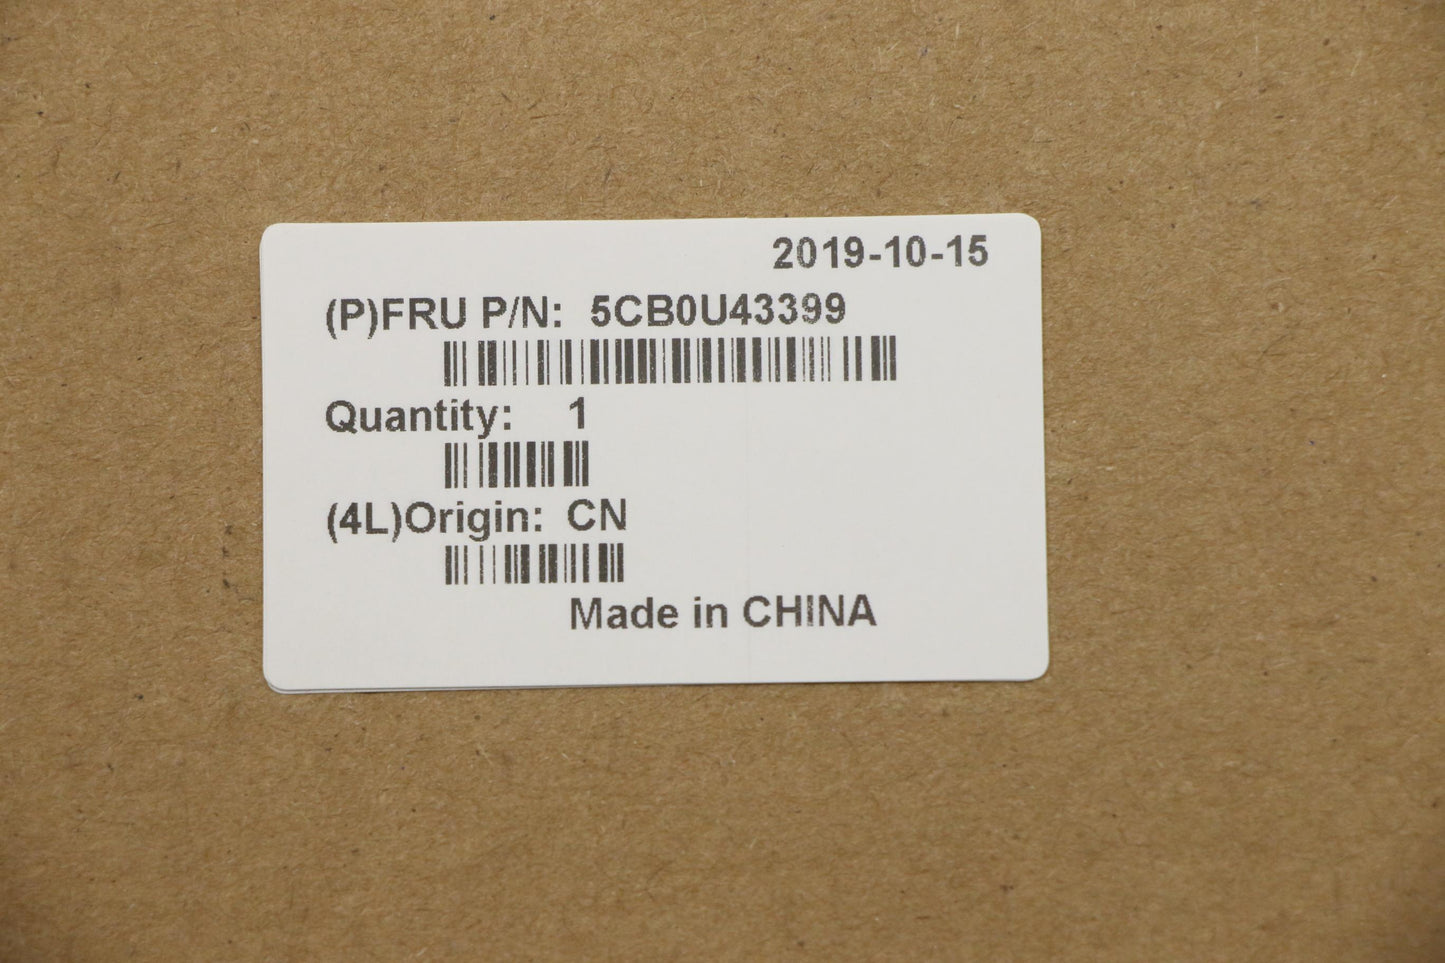 2019-10-15
(P)FRU P/N: 5CB0U43399
Quantity: 1
(4L)Origin: CN
Made in CHINA